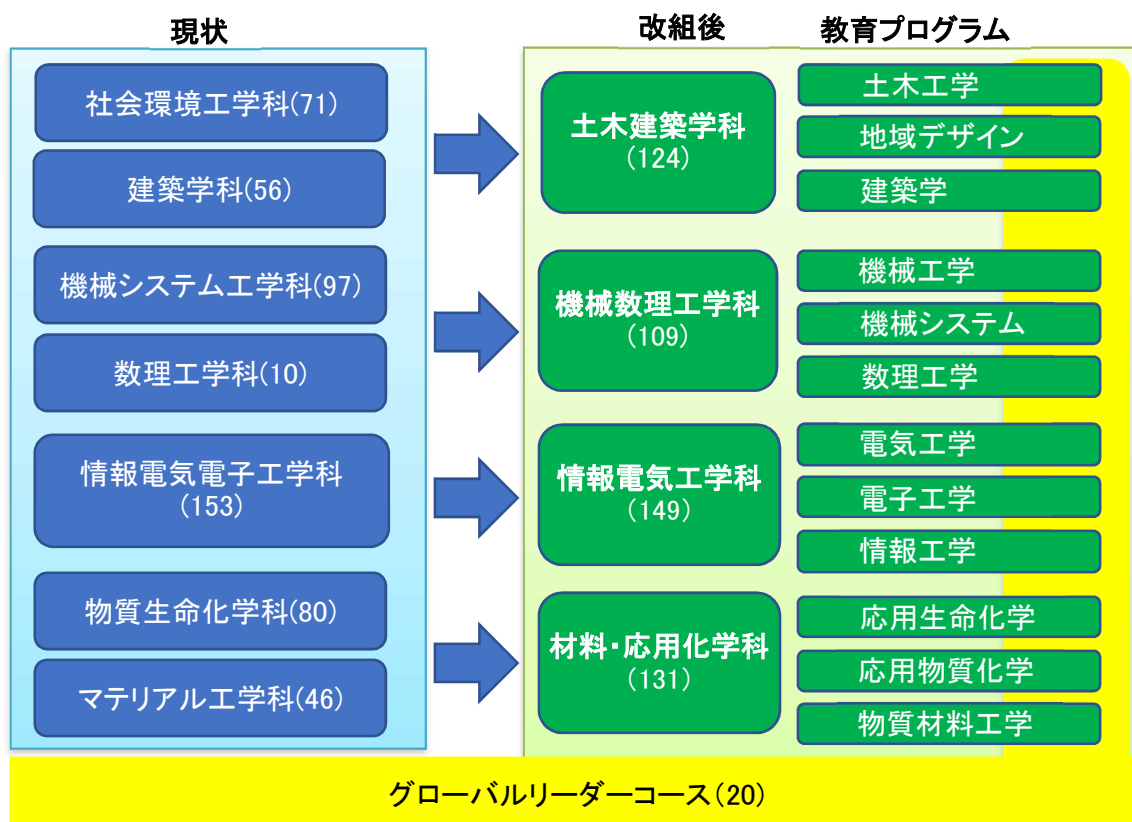 現状
社会環境工学科(71)
建築学科(56)
機械システム工学科(97)
数理工学科(10)
情報電気電子工学科
(153)
物質生命化学科(80)
マテリアル工学科(46)
改組後
土木建築学科
(124)
機械数理工学科
(109)
情報電気工学科
(149)
材料・応用化学科
(131)
教育プログラム
土木工学
地域デザイン
建築学
機械工学
機械システム
数理工学
電気工学
電子工学
情報工学
応用生命化学
応用物質化学
物質材料工学
グローバルリーダーコース(20)